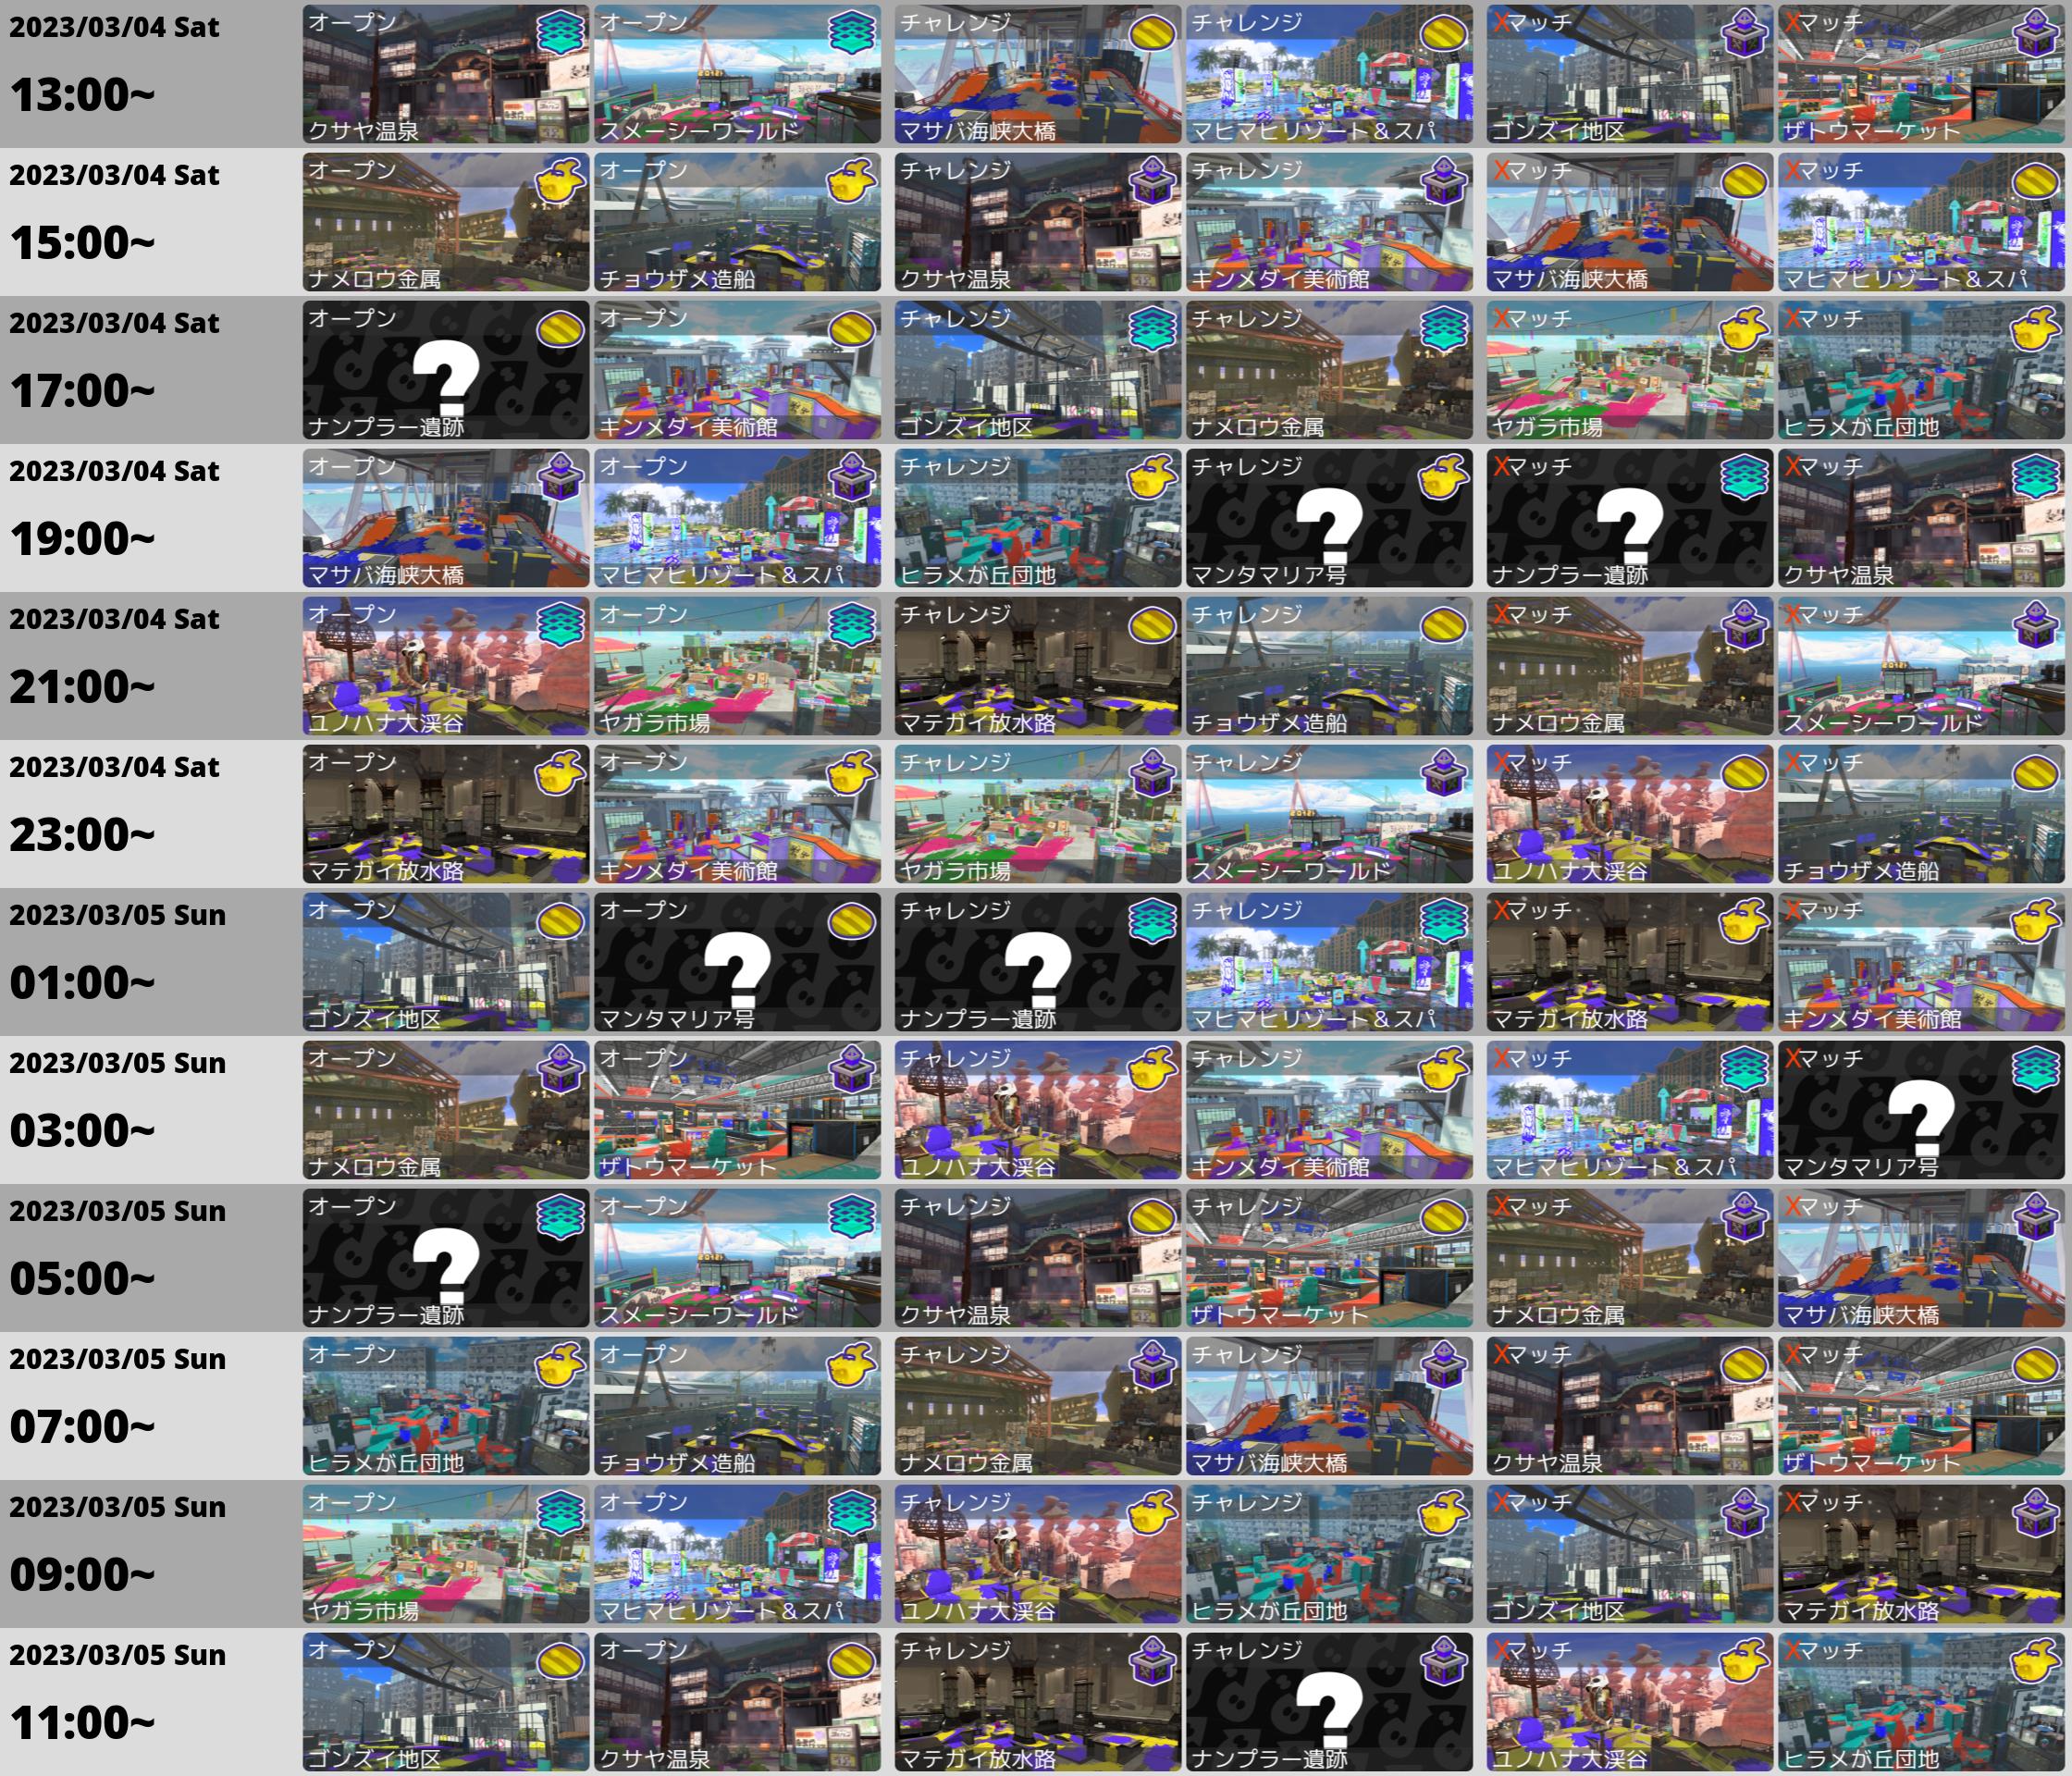 2023/03/04 Sat
13:00~
オープン
クサヤ温泉
オープン
スメーシーワールド
チャレンジ
マサバ海峡大橋
チャレンジ
マヒマヒリゾート&スパ
Xマッチ
ゴンズイ地区
Xマッチ
ザトウマーケット
2023/03/04 Sat
15:00~
オープン
ナメロウ金属
オープン
チョウザメ造船
チャレンジ
クサヤ温泉
チャレンジ
キンメダイ美術館
Xマッチ
マサバ海峡大橋
Xマッチ
マヒマヒリゾート&スパ
2023/03/04 Sat
17:00~
オープン
?
ナンプラー遺跡
オープン
キンメダイ美術館
チャレンジ
ゴンズイ地区
チャレンジ
ナメロウ金属
Xマッチ
ヤガラ市場
Xマッチ
ヒラメが丘団地
2023/03/04 Sat
19:00~
オープン
マサバ海峡大橋
オープン
マヒマヒリゾート&スパ
チャレンジ
ヒラメが丘団地
チャレンジ
?
マンタマリア号
Xマッチ
?
ナンプラー遺跡
Xマッチ
クサヤ温泉
2023/03/04 Sat
21:00~
オープン
ユノハナ大渓谷
オープン
ヤガラ市場
チャレンジ
マテガイ放水路
チャレンジ
チョウザメ造船
Xマッチ
ナメロウ金属
Xマッチ
スメーシーワールド
2023/03/04 Sat
23:00~
オープン
マテガイ放水路
オープン
キンメダイ美術館
チャレンジ
ヤガラ市場
チャレンジ
スメーシーワールド
Xマッチ
ユノハナ大渓谷
Xマッチ
チョウザメ造船
2023/03/05 Sun
01:00~
オープン
ゴンズイ地区
オープン
?
マンタマリア号
チャレンジ
?
ナンプラー遺跡
チャレンジ
マヒマヒリゾート&スパ
Xマッチ
マテガイ放水路
Xマッチ
キンメダイ美術館
2023/03/05 Sun
03:00~
オープン
ナメロウ金属
オープン
ザトウマーケット
チャレンジ
ユノハナ大渓谷
チャレンジ
キンメダイ美術館
Xマッチ
マヒマヒリゾート&スパ
Xマッチ
?
マンタマリア号
2023/03/05 Sun
05:00~
オープン
?
ナンプラー遺跡
オープン
スメーシーワールド
チャレンジ
クサヤ温泉
チャレンジ
ザトウマーケット
Xマッチ
ナメロウ金属
Xマッチ
マサバ海峡大橋
2023/03/05 Sun
07:00~
オープン
ヒラメが丘団地
オープン
チョウザメ造船
チャレンジ
ナメロウ金属
チャレンジ
マサバ海峡大橋
Xマッチ
クサヤ温泉
Xマッチ
ザトウマーケット
2023/03/05 Sun
09:00~
オープン
ヤガラ市場
オープン
マヒマヒリゾート&スパ
チャレンジ
ユノハナ大渓谷
チャレンジ
ヒラメが丘団地
Xマッチ
ゴンズイ地区
Xマッチ
マテガイ放水路
2023/03/05 Sun
11:00~
オープン
ゴンズイ地区
オープン
クサヤ温泉
チャレンジ
マテガイ放水路
チャレンジ
?
ナンプラー遺跡
Xマッチ
ユノハナ大渓谷
Xマッチ
ヒラメが丘団地